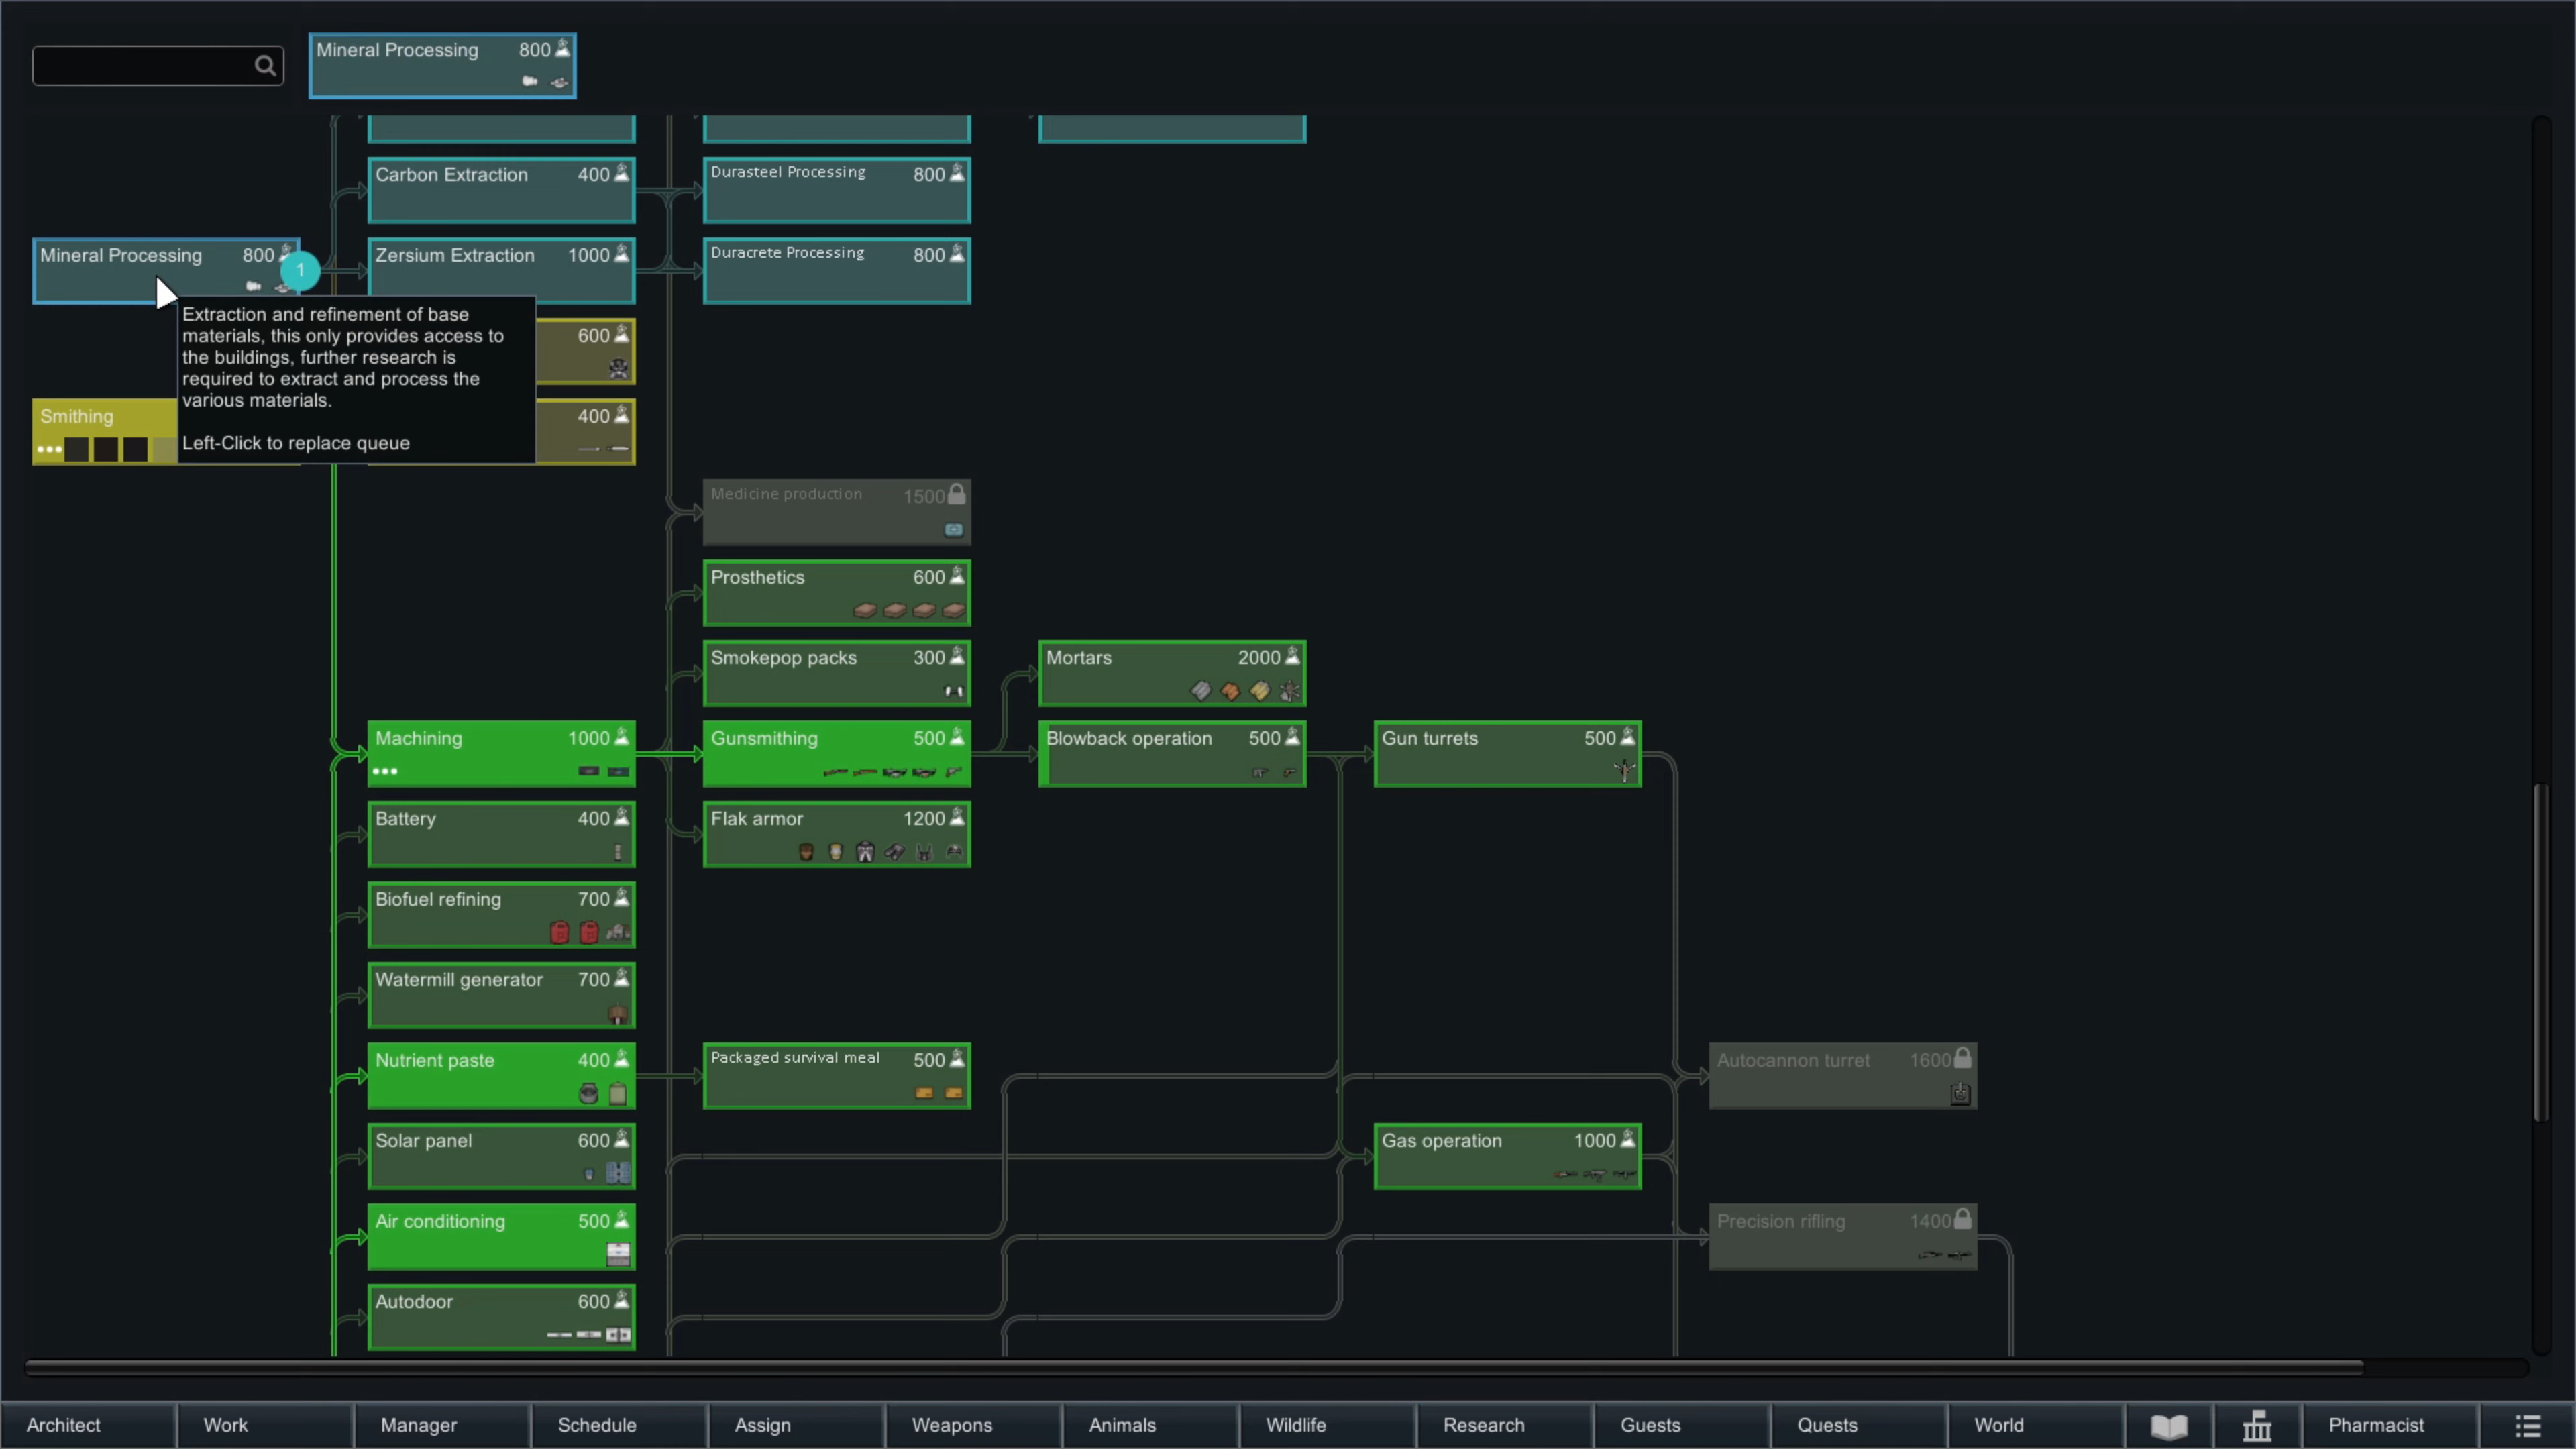 Mineral Processing 800
Carbon Extraction 400
Durasteel Processing 800
Mineral Processing 800
1
Zersium Extraction 1000
Duracrete Processing 800
Extraction and refinement of base
materials, this only provides access to
the buildings, further research is
required to extract and process the
various materials.
Left-Click to replace queue
600
Smithing
400
Medicine production 1500
Prosthetics 600
Smokepop packs 300
Mortars 2000
Machining 1000
Gunsmithing 500
Blowback operation 500
Gun turrets 500
Battery 400
Flak armor 1200
Biofuel refining 700
Watermill generator 700
Nutrient paste 400
Packaged survival meal 500
Autocannon turret 1600
Solar panel 600
Gas operation 1000
Air conditioning 500
Precision rifling 1400
Autodoor 600
Architect
Work
Manager
Schedule
Assign
Weapons
Animals
Wildlife
Research
Guests
Quests
World
Pharmacist